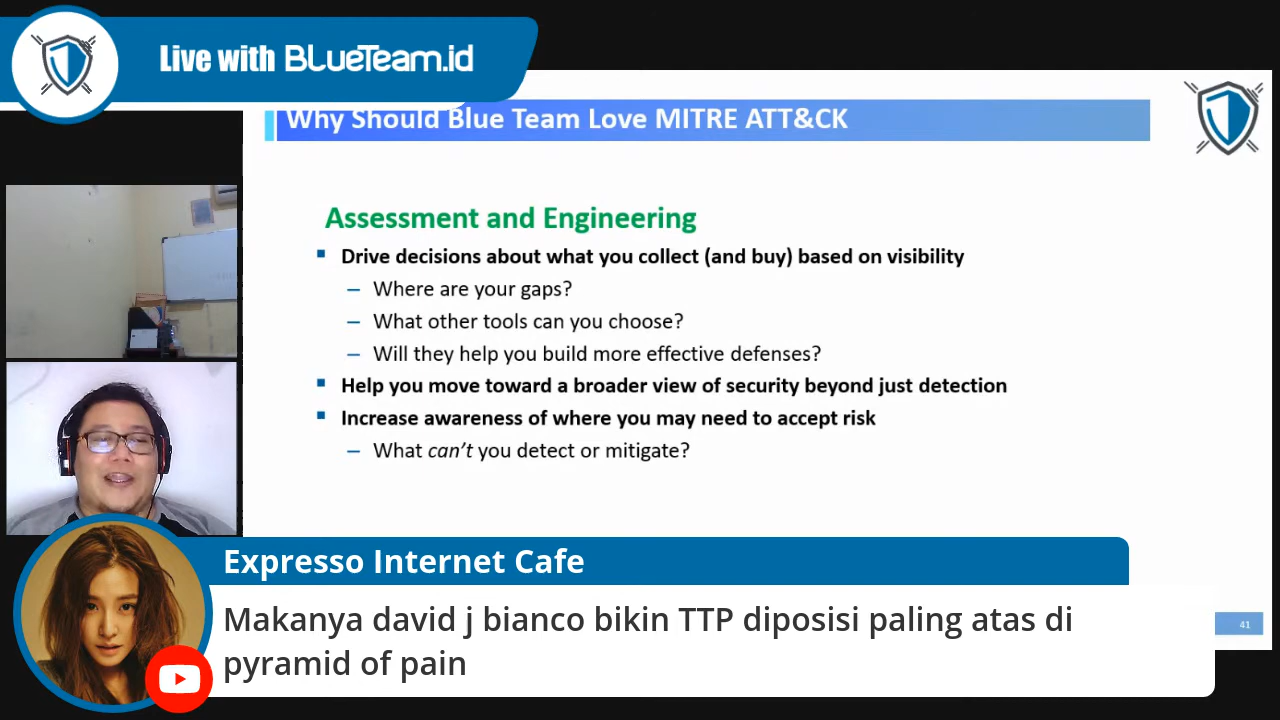 Live with BLueTeam.id
Why Should Blue Team Love MITRE ATT&CK
Assessment and Engineering
Drive decisions about what you collect (and buy) based on visibility
Where are your gaps?
What other tools can you choose?
Will they help you build more effective defenses?
Help you move toward a broader view of security beyond just detection
Increase awareness of where you may need to accept risk
What can't you detect or mitigate?
Expresso Internet Cafe
Makanya david j bianco bikin TTP diposisi paling atas di
pyramid of pain
41